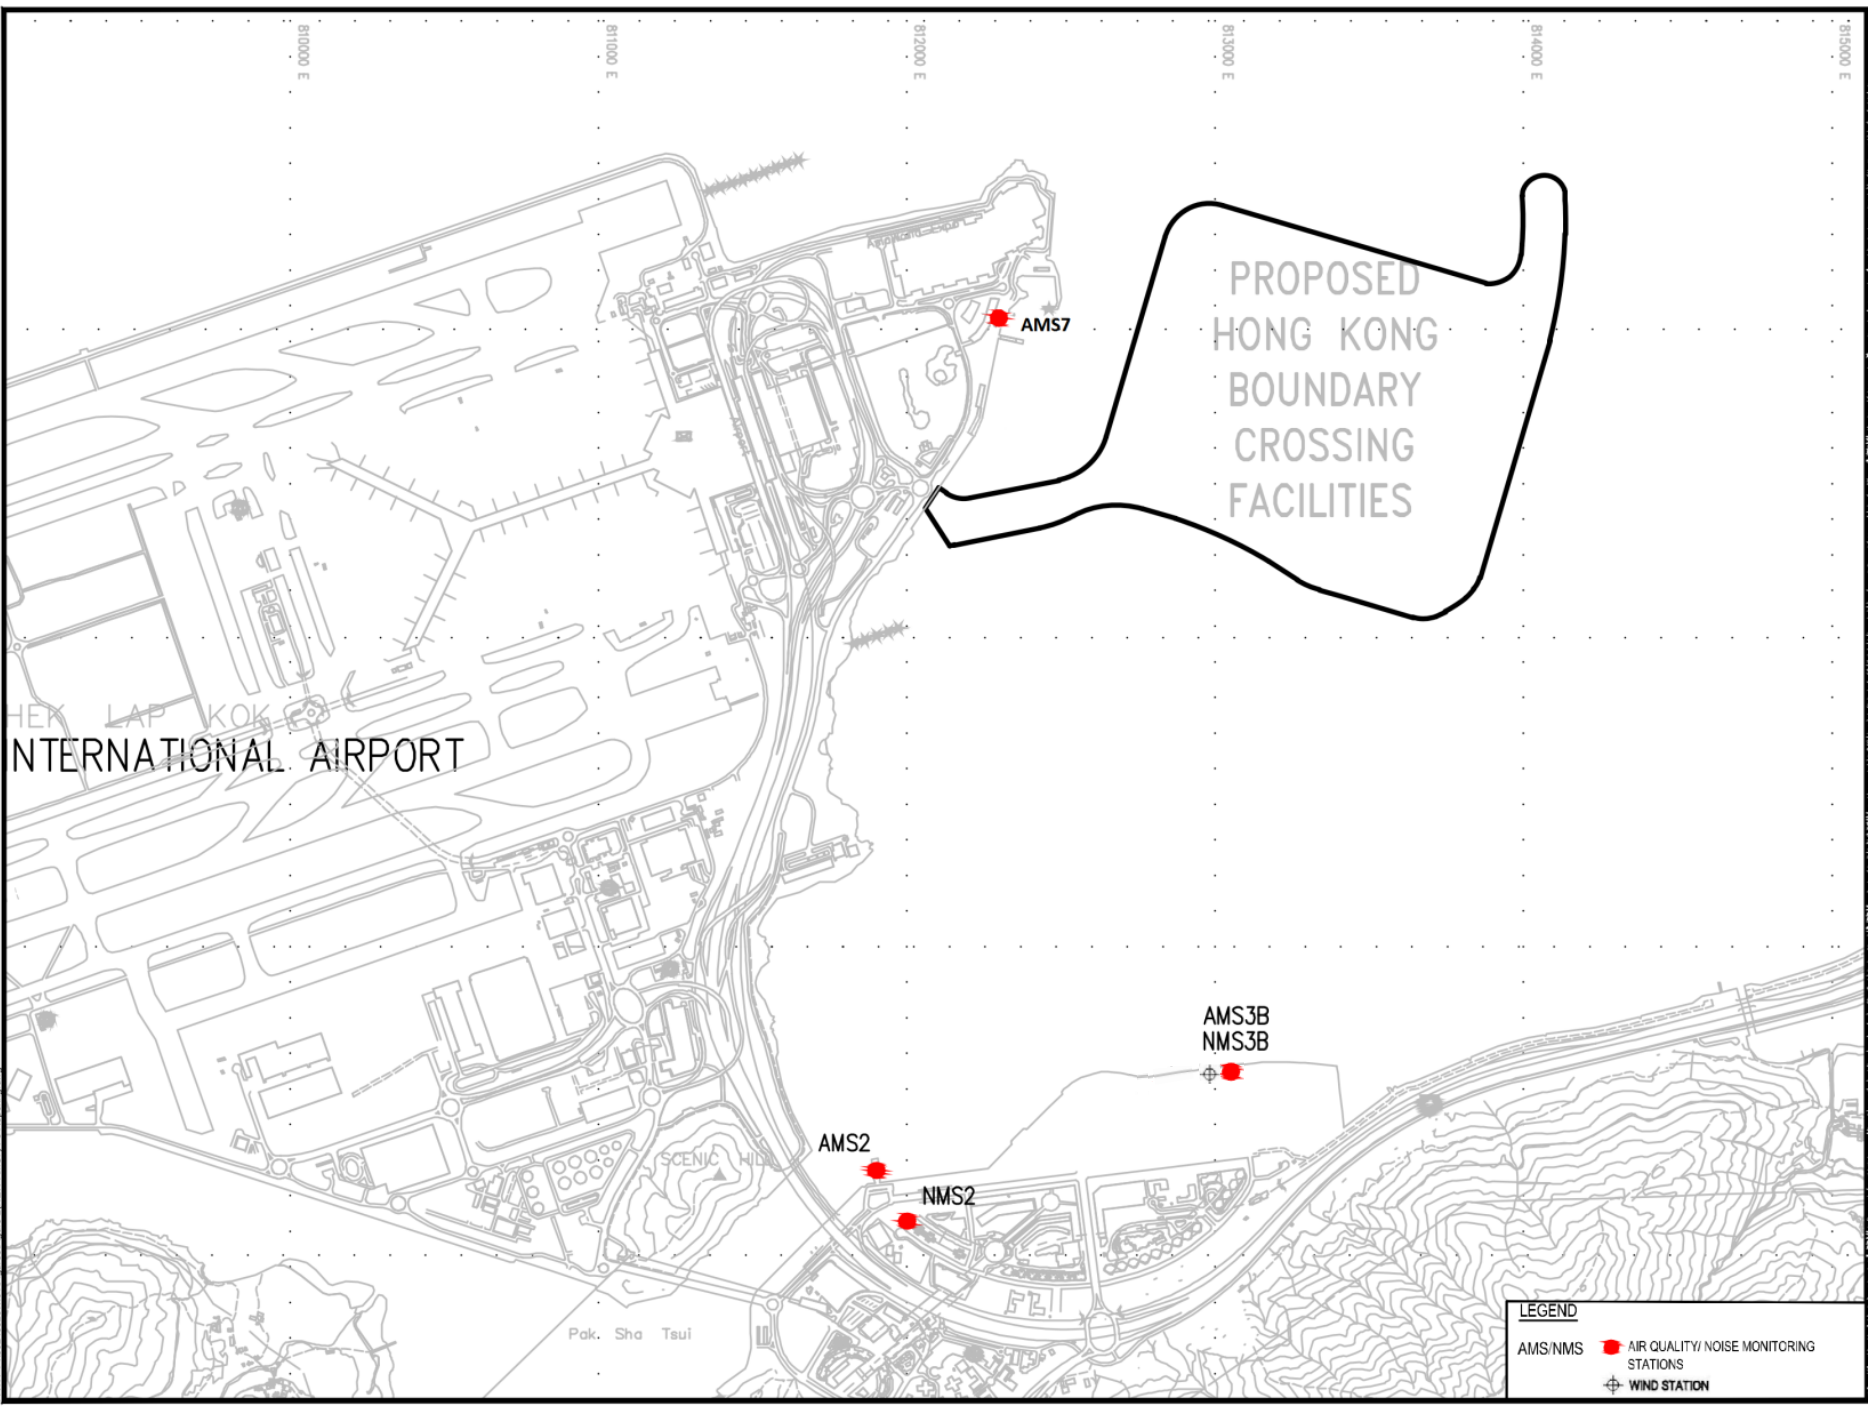 810000 E
811000 E
812000 E
813000 E
814000 E
815000 E
PROPOSED
HONG KONG
BOUNDARY
CROSSING
FACILITIES
AMS7
HEK LAP KOK
INTERNATIONAL AIRPORT
AMS3B
NMS3B
AMS2
SCENIC HILL
NMS2
Pak Sha Tsui
LEGEND
AMS/NMS
AIR QUALITY/ NOISE MONITORING
STATIONS
WIND STATION